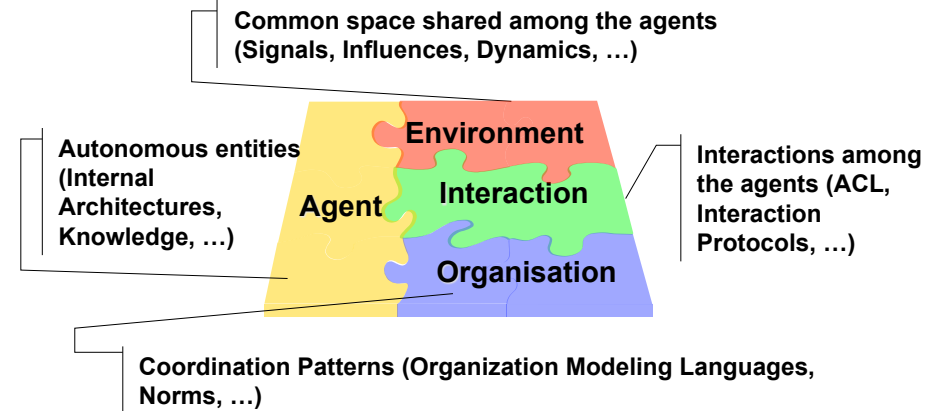 Common space shared among the agents
(Signals, Influences, Dynamics, …)
Environment
Autonomous entities
(Internal
Architectures,
Knowledge, …)
Agent
Interaction
Interactions among
the agents (ACL,
Interaction
Protocols, …)
Organisation
Coordination Patterns (Organization Modeling Languages,
Norms, …)